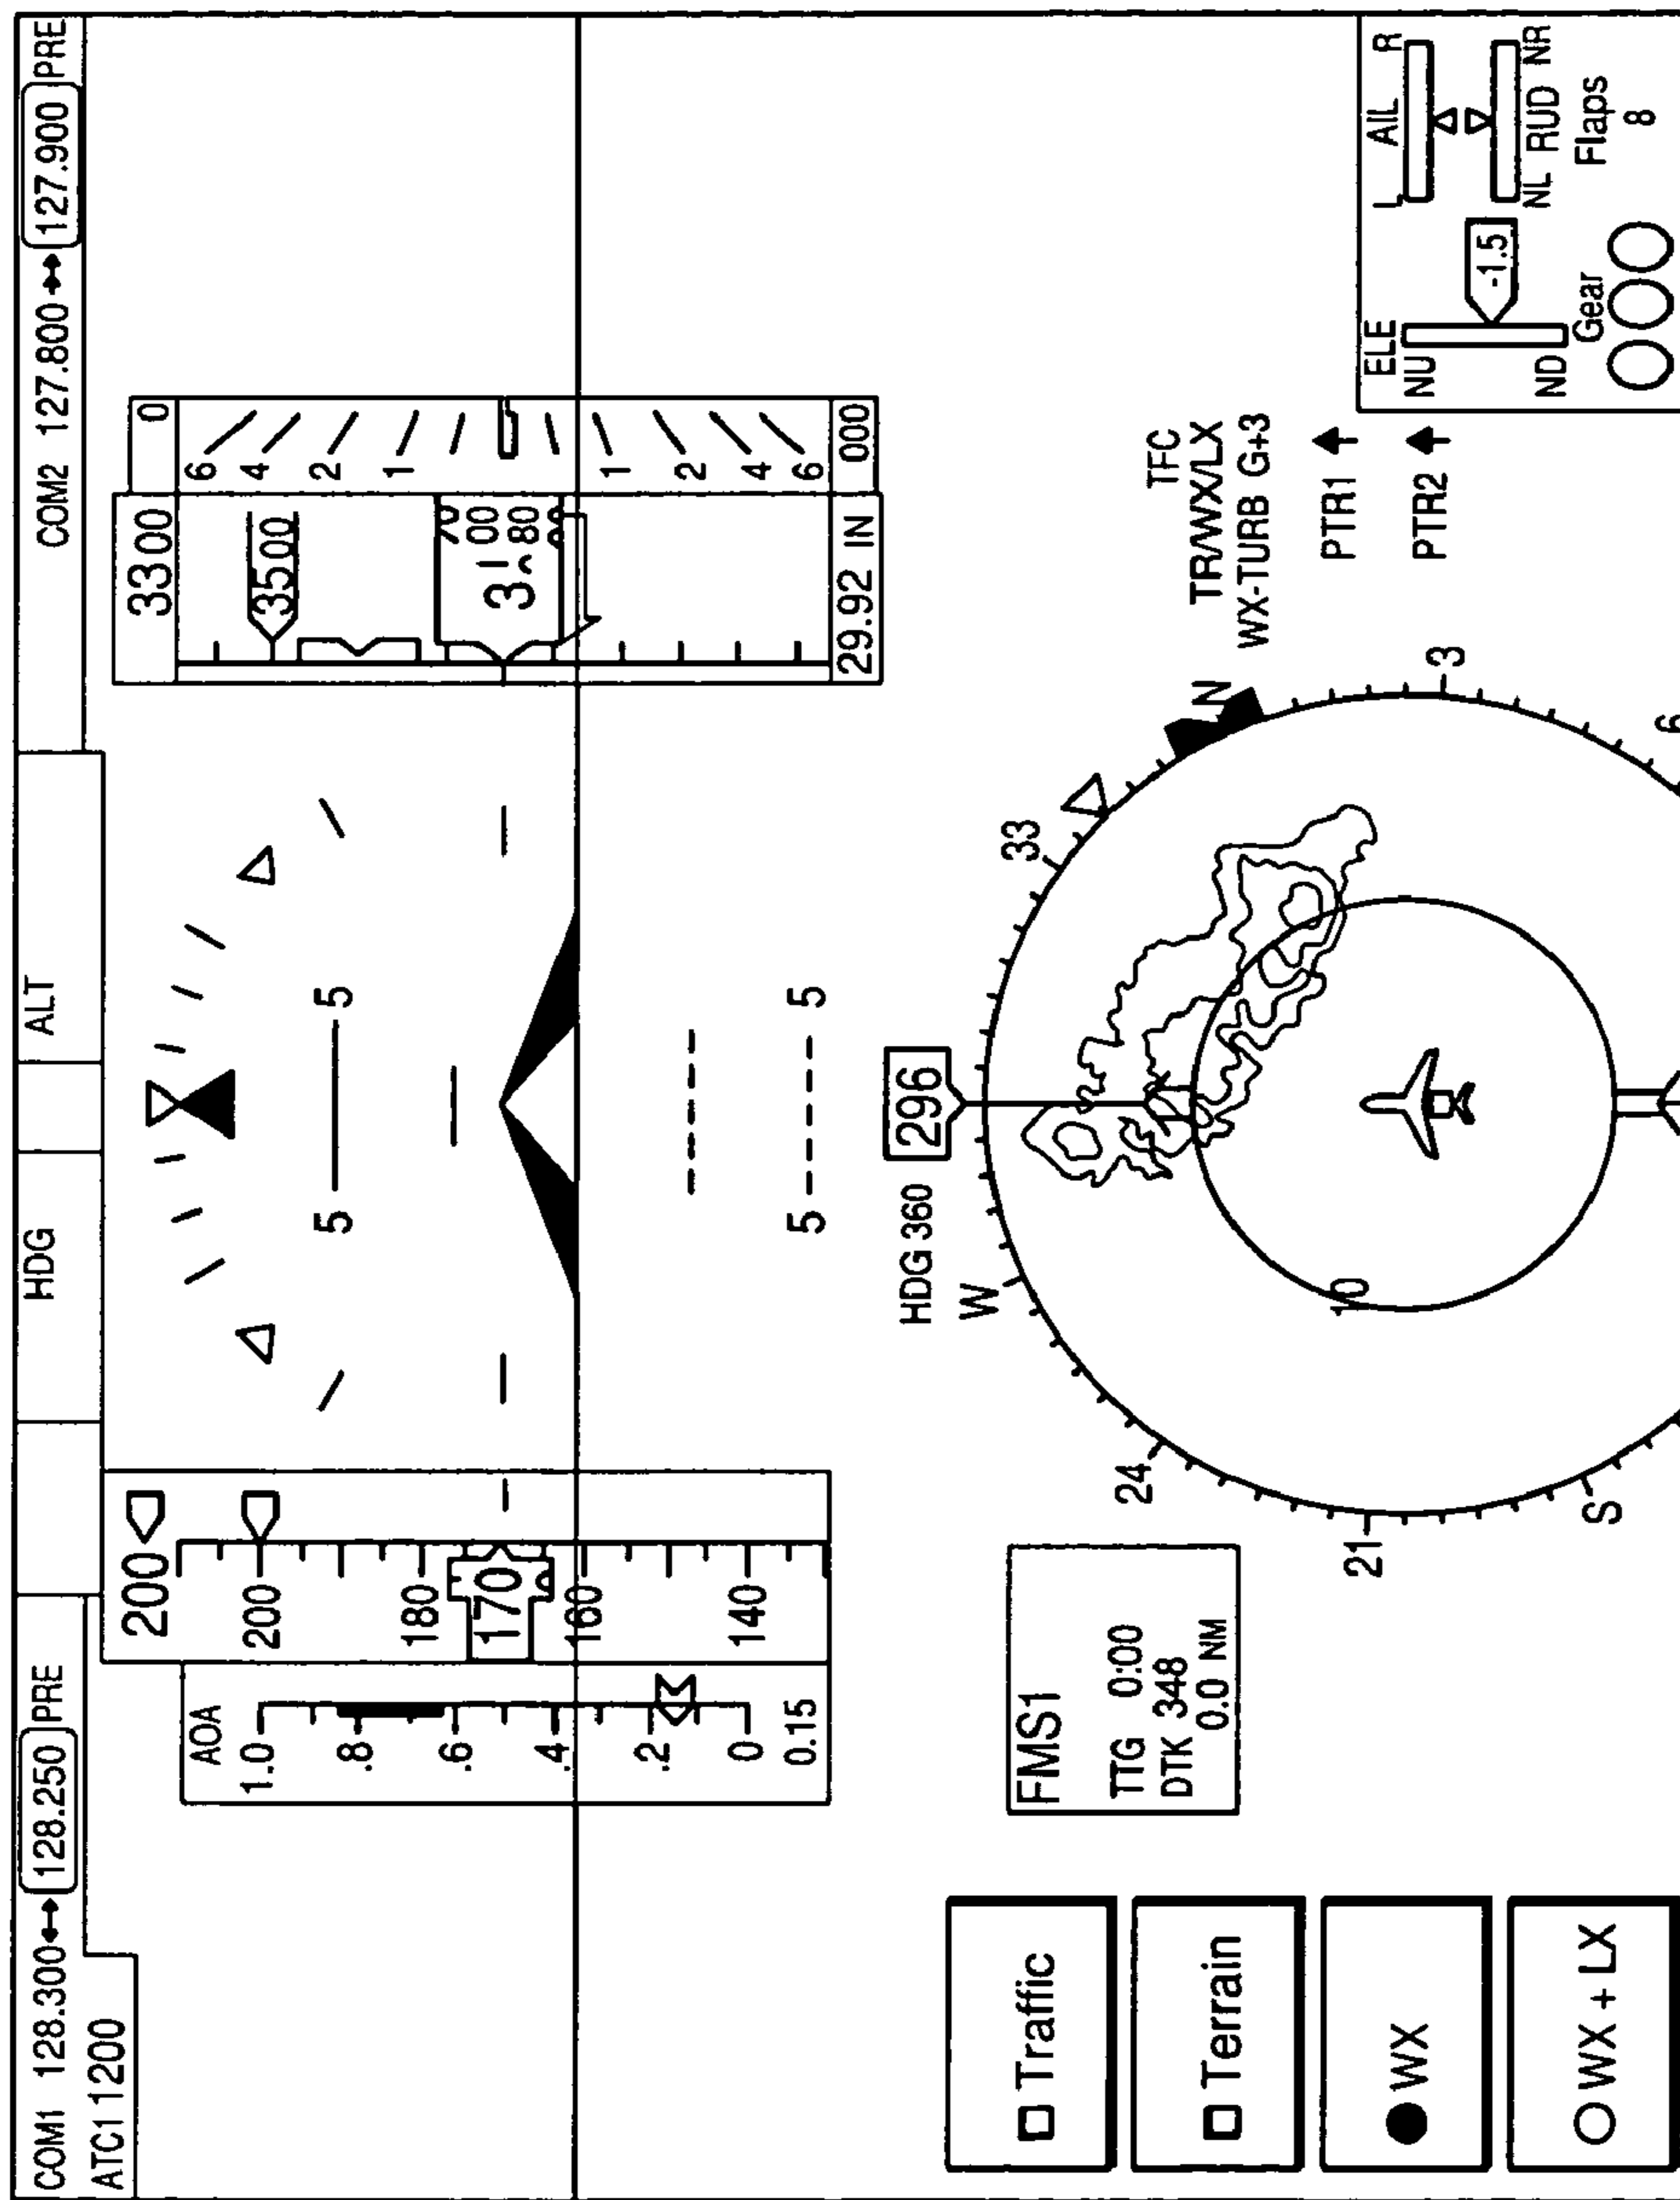 COM1 128.300 128.250 PRE
HDG
ALT
COM2 127.800 127.900 PRE
ATC1 1200
AOA
1.0
.8
.6
.4
.2
0
0.15
200
200
180
170
160
140
5 5
5 5
3300
3500
3
00
80
29.92 IN
0
6
4
2
1
1
2
4
6
000
HDG 360
296
FMS1
TTG 0:00
DTK 348
0.0 NM
21
24
W
33
N
3
6
S
10
TFC
TR/WX/LX
WX-TURB G+3
PTR1
PTR2
ELE
NU
ND
-1.5
L AIL R
NL RUD NR
Gear
Flaps
8
Traffic
Terrain
WX
WX + LX